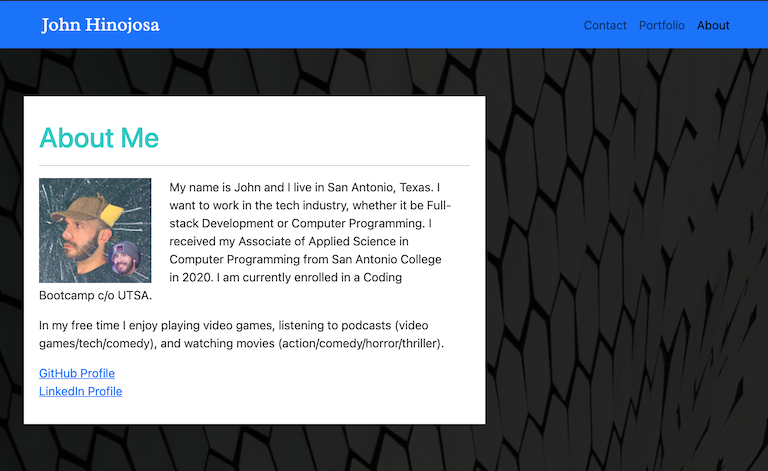 John Hinojosa
Contact Portfolio About
About Me
My name is John and I live in San Antonio, Texas. I
want to work in the tech industry, whether it be Full-
stack Development or Computer Programming. I
received my Associate of Applied Science in
Computer Programming from San Antonio College
in 2020. I am currently enrolled in a Coding
Bootcamp c/o UTSA.
In my free time I enjoy playing video games, listening to podcasts (video
games/tech/comedy), and watching movies (action/comedy/horror/thriller).
GitHub Profile
LinkedIn Profile